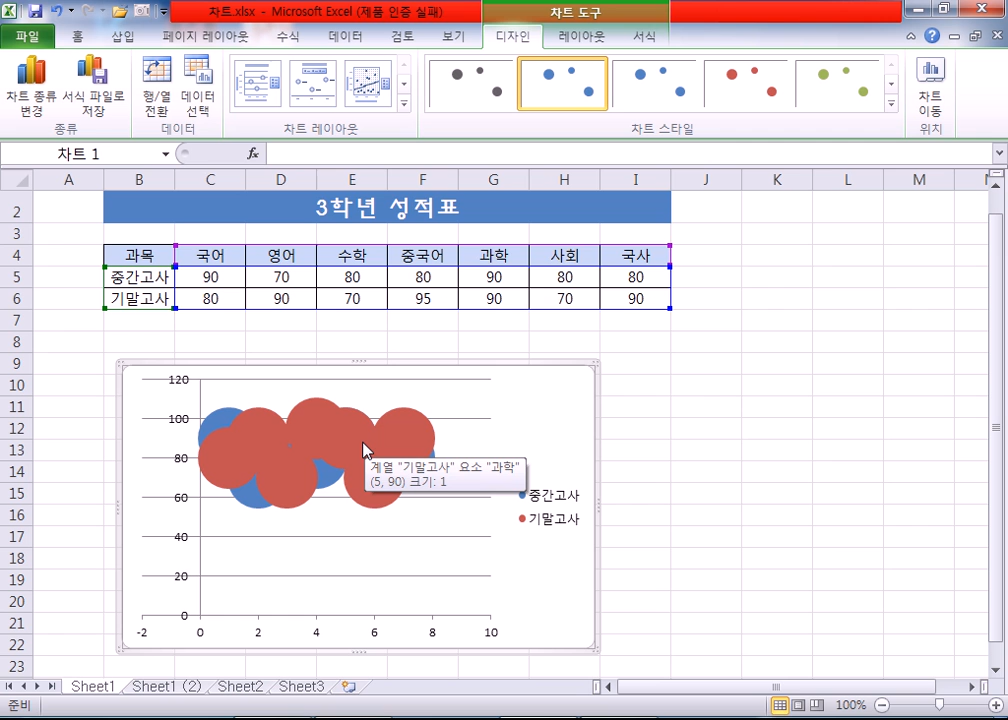 차트.xlsx - Microsoft Excel (제품 인증 실패)
차트 도구
파일 홈 삽입 페이지 레이아웃 수식 데이터 검토 보기 디자인 레이아웃 서식
차트 종류 변경
서식 파일로 저장
행/열 전환
데이터 선택
차트 이동
종류 데이터 차트 레이아웃 차트 스타일 위치
차트 1 fx
A B C D E F G H I J K L M
2 3학년 성적표
3
4 과목 국어 영어 수학 중국어 과학 사회 국사
5 중간고사 90 70 80 80 90 80 80
6 기말고사 80 90 70 95 90 70 90
7
8
9
10
11
12
13
14
15
16
17
18
19
20
21
22
23
120
100
80
60
40
20
0
-2 0 2 4 6 8 10
계열 "기말고사" 요소 "과학"
(5, 90) 크기: 1
중간고사
기말고사
Sheet1 Sheet1 (2) Sheet2 Sheet3
준비 100%